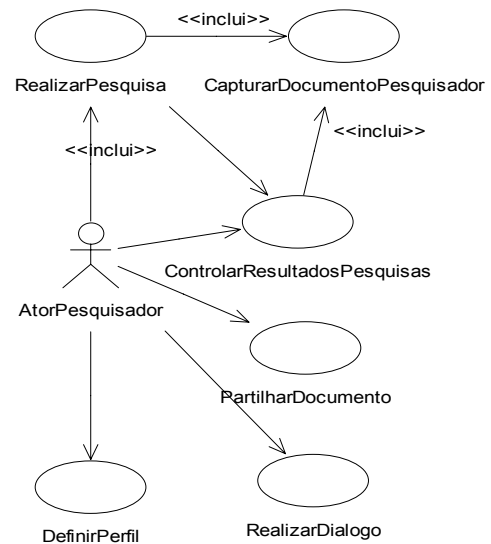 <<inclui>>
RealizarPesquisa
CapturarDocumentoPesquisador
<<inclui>>
<<inclui>>
ControlarResultadosPesquisas
AtorPesquisador
PartilharDocumento
DefinirPerfil
RealizarDialogo